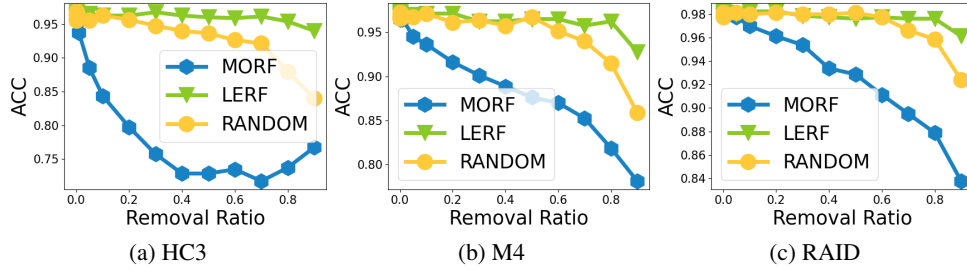 0.95
0.90
0.85
0.80
0.75
ACC
MORF
LERF
RANDOM
0.0 0.2 0.4 0.6 0.8
Removal Ratio
(a) HC3
0.95
0.90
0.85
0.80
ACC
MORF
LERF
RANDOM
0.0 0.2 0.4 0.6 0.8
Removal Ratio
(b) M4
0.98
0.96
0.94
0.92
0.90
0.88
0.86
0.84
ACC
MORF
LERF
RANDOM
0.0 0.2 0.4 0.6 0.8
Removal Ratio
(c) RAID